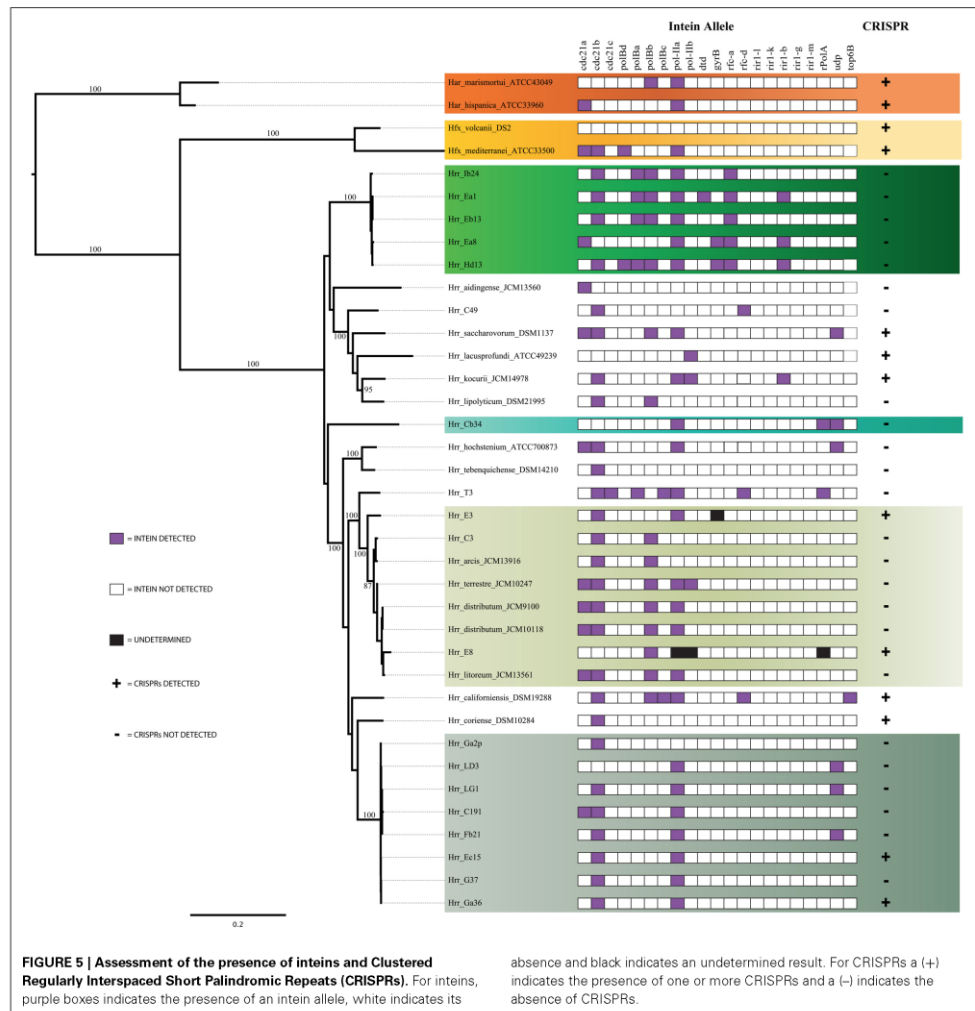 Intein Allele
CRISPR
cdc21a
cdc21b
cdc21c
polBd
polBa
polBb
polBc
pol-IIa
pol-IIb
dtd
gyrB
rfc-a
rfc-d
rir1-l
rir1-k
rir1-b
rir1-g
rir1-m
rPolA
udp
top6B
100
Har_marismortui_ATCC43049 +
Har_hispanica_ATCC33960 +
100
Hfx_volcanii_DS2 +
Hfx_mediterranei_ATCC33500 +
Hrr_Ib24 -
100
Hrr_Ea1 -
Hrr_Eb13 -
Hrr_Ea8 -
100
Hrr_Hd13 -
Hrr_aidingense_JCM13560 -
Hrr_C49 -
100
Hrr_saccharovorum_DSM1137 +
Hrr_lacusprofundi_ATCC49239 +
100
Hrr_kocurii_JCM14978 +
95
Hrr_lipolyticum_DSM21995 -
Hrr_Cb34 -
Hrr_hochstenium_ATCC700873 -
100
Hrr_tebenquichense_DSM14210 -
Hrr_T3 -
100
Hrr_E3 +
Hrr_C3 -
100
100
Hrr_arcis_JCM13916 -
87
Hrr_terrestre_JCM10247 -
Hrr_distributum_JCM9100 -
Hrr_distributum_JCM10118 -
Hrr_E8 +
Hrr_litoreum_JCM13561 -
Hrr_californiensis_DSM19288 +
Hrr_coriense_DSM10284 +
Hrr_Ga2p -
Hrr_LD3 -
Hrr_LG1 -
100
Hrr_C191 -
Hrr_Fb21 -
Hrr_Ec15 +
Hrr_G37 -
Hrr_Ga36 +
= INTEIN DETECTED
= INTEIN NOT DETECTED
= UNDETERMINED
+ = CRISPRs DETECTED
- = CRISPRs NOT DETECTED
0.2
FIGURE 5 | Assessment of the presence of inteins and Clustered
Regularly Interspaced Short Palindromic Repeats (CRISPRs). For inteins,
purple boxes indicates the presence of an intein allele, white indicates its
absence and black indicates an undetermined result. For CRISPRs a (+)
indicates the presence of one or more CRISPRs and a (–) indicates the
absence of CRISPRs.